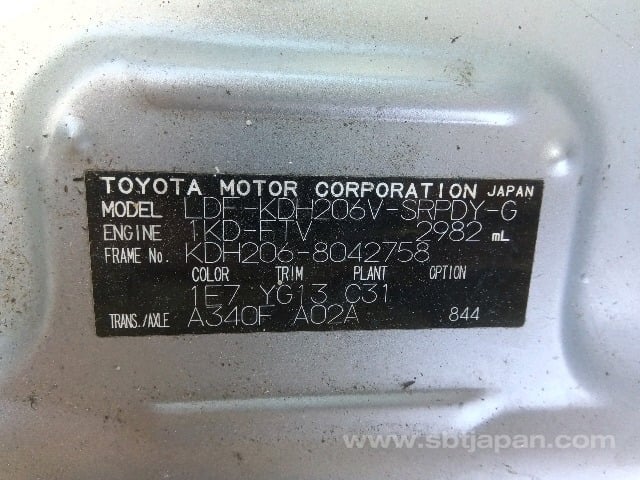 TOYOTA MOTOR CORPORATION JAPAN
MODEL LDF-KDH206V-SRPDY-G
ENGINE 1KD-FTV 2982 mL
FRAME No. KDH206-8042758
COLOR TRIM PLANT OPTION
1E7 YG13 C31
TRANS./AXLE A340F A02A 844
www.sbtjapan.com